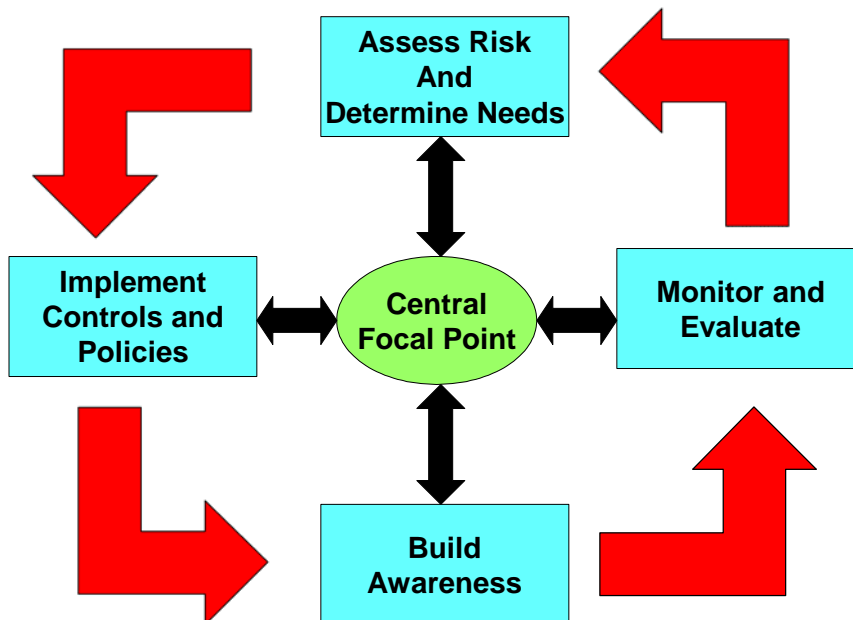 Assess Risk
And
Determine Needs
Implement
Controls and
Policies
Central
Focal Point
Monitor and
Evaluate
Build
Awareness